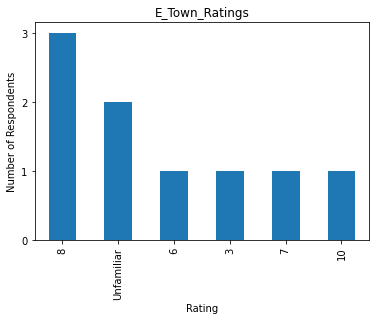 E_Town_Ratings
Number of Respondents
3
2
1
0
8
Unfamiliar
6
3
7
10
Rating